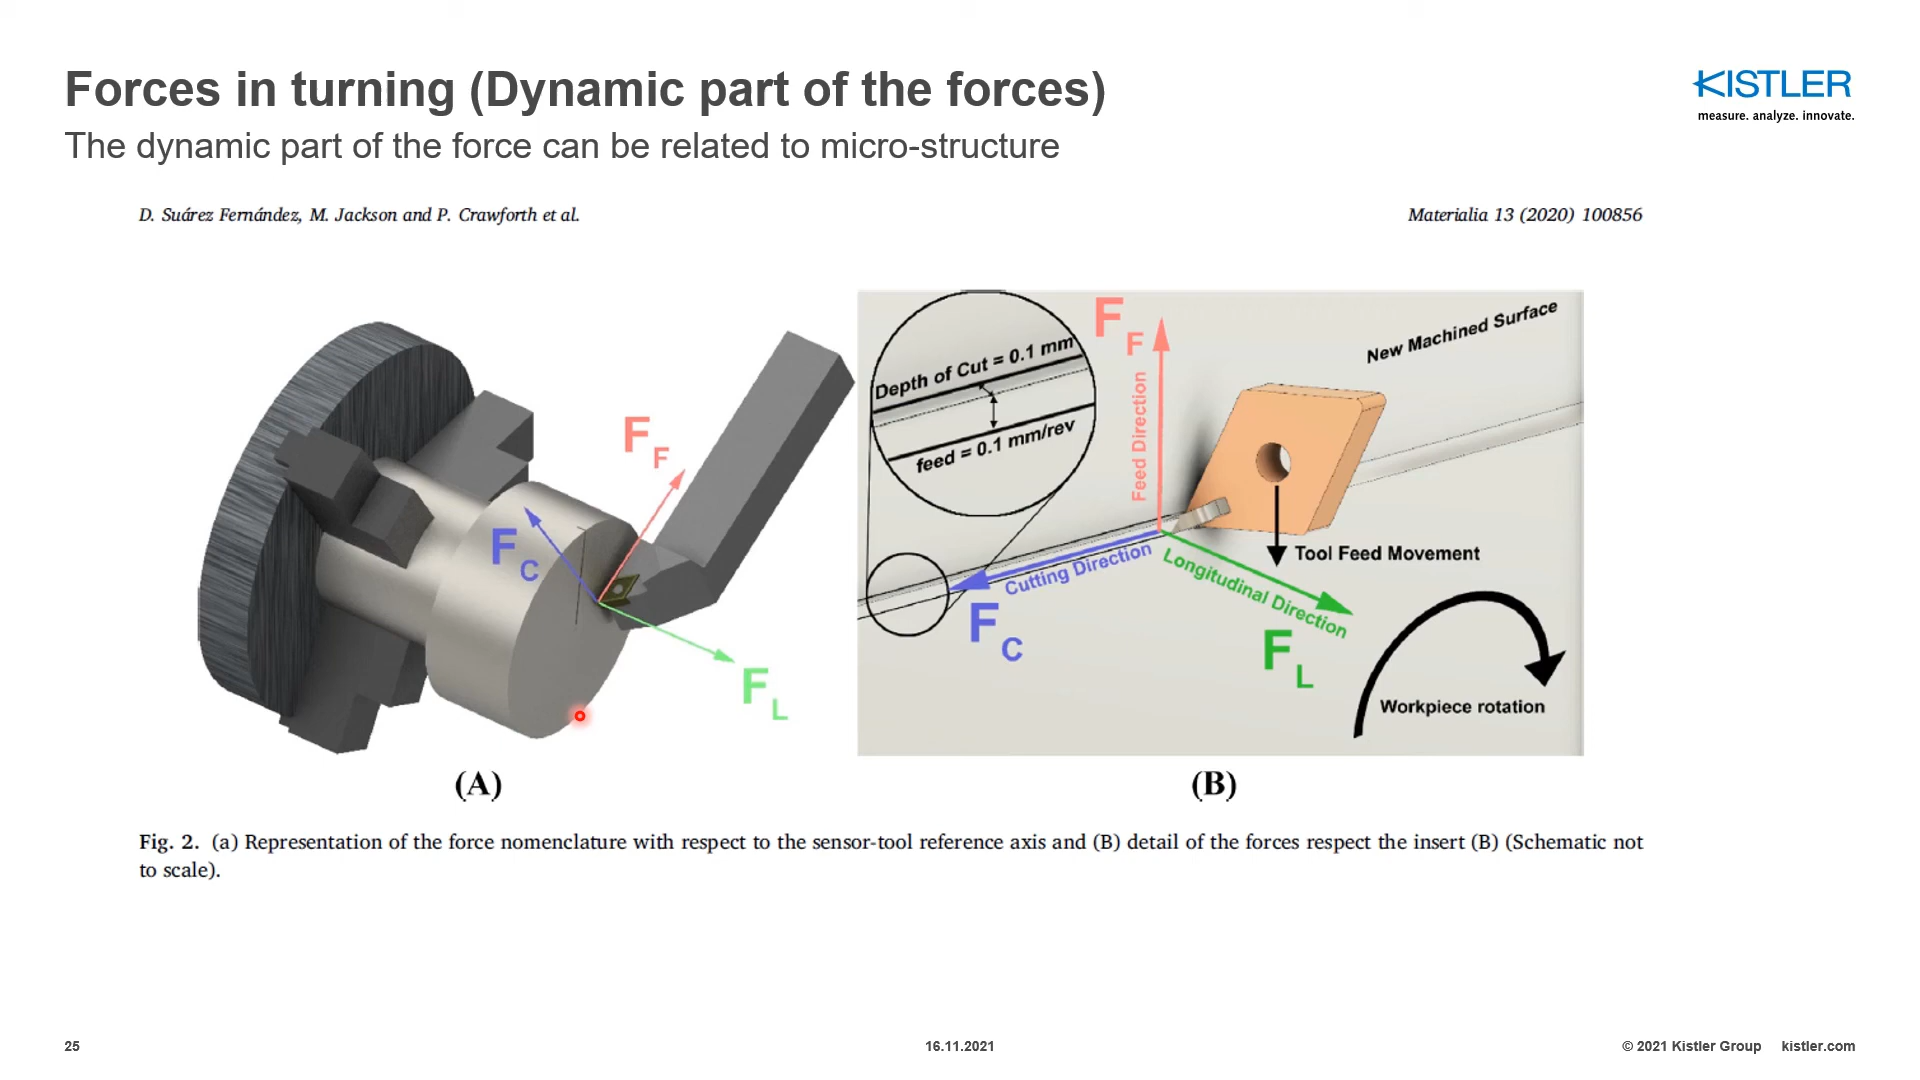 Forces in turning (Dynamic part of the forces)
The dynamic part of the force can be related to micro-structure
KISTLER
measure. analyze. innovate.
D. Suárez Fernández, M. Jackson and P. Crawforth et al.
Materialia 13 (2020) 100856
F F
F C
F L
(A)
Depth of Cut = 0.1 mm
feed = 0.1 mm/rev
F F
Feed Direction
New Machined Surface
Tool Feed Movement
Cutting Direction
F C
Longitudinal Direction
F L
Workpiece rotation
(B)
Fig. 2. (a) Representation of the force nomenclature with respect to the sensor-tool reference axis and (B) detail of the forces respect the insert (B) (Schematic not
to scale).
25
16.11.2021
© 2021 Kistler Group kistler.com